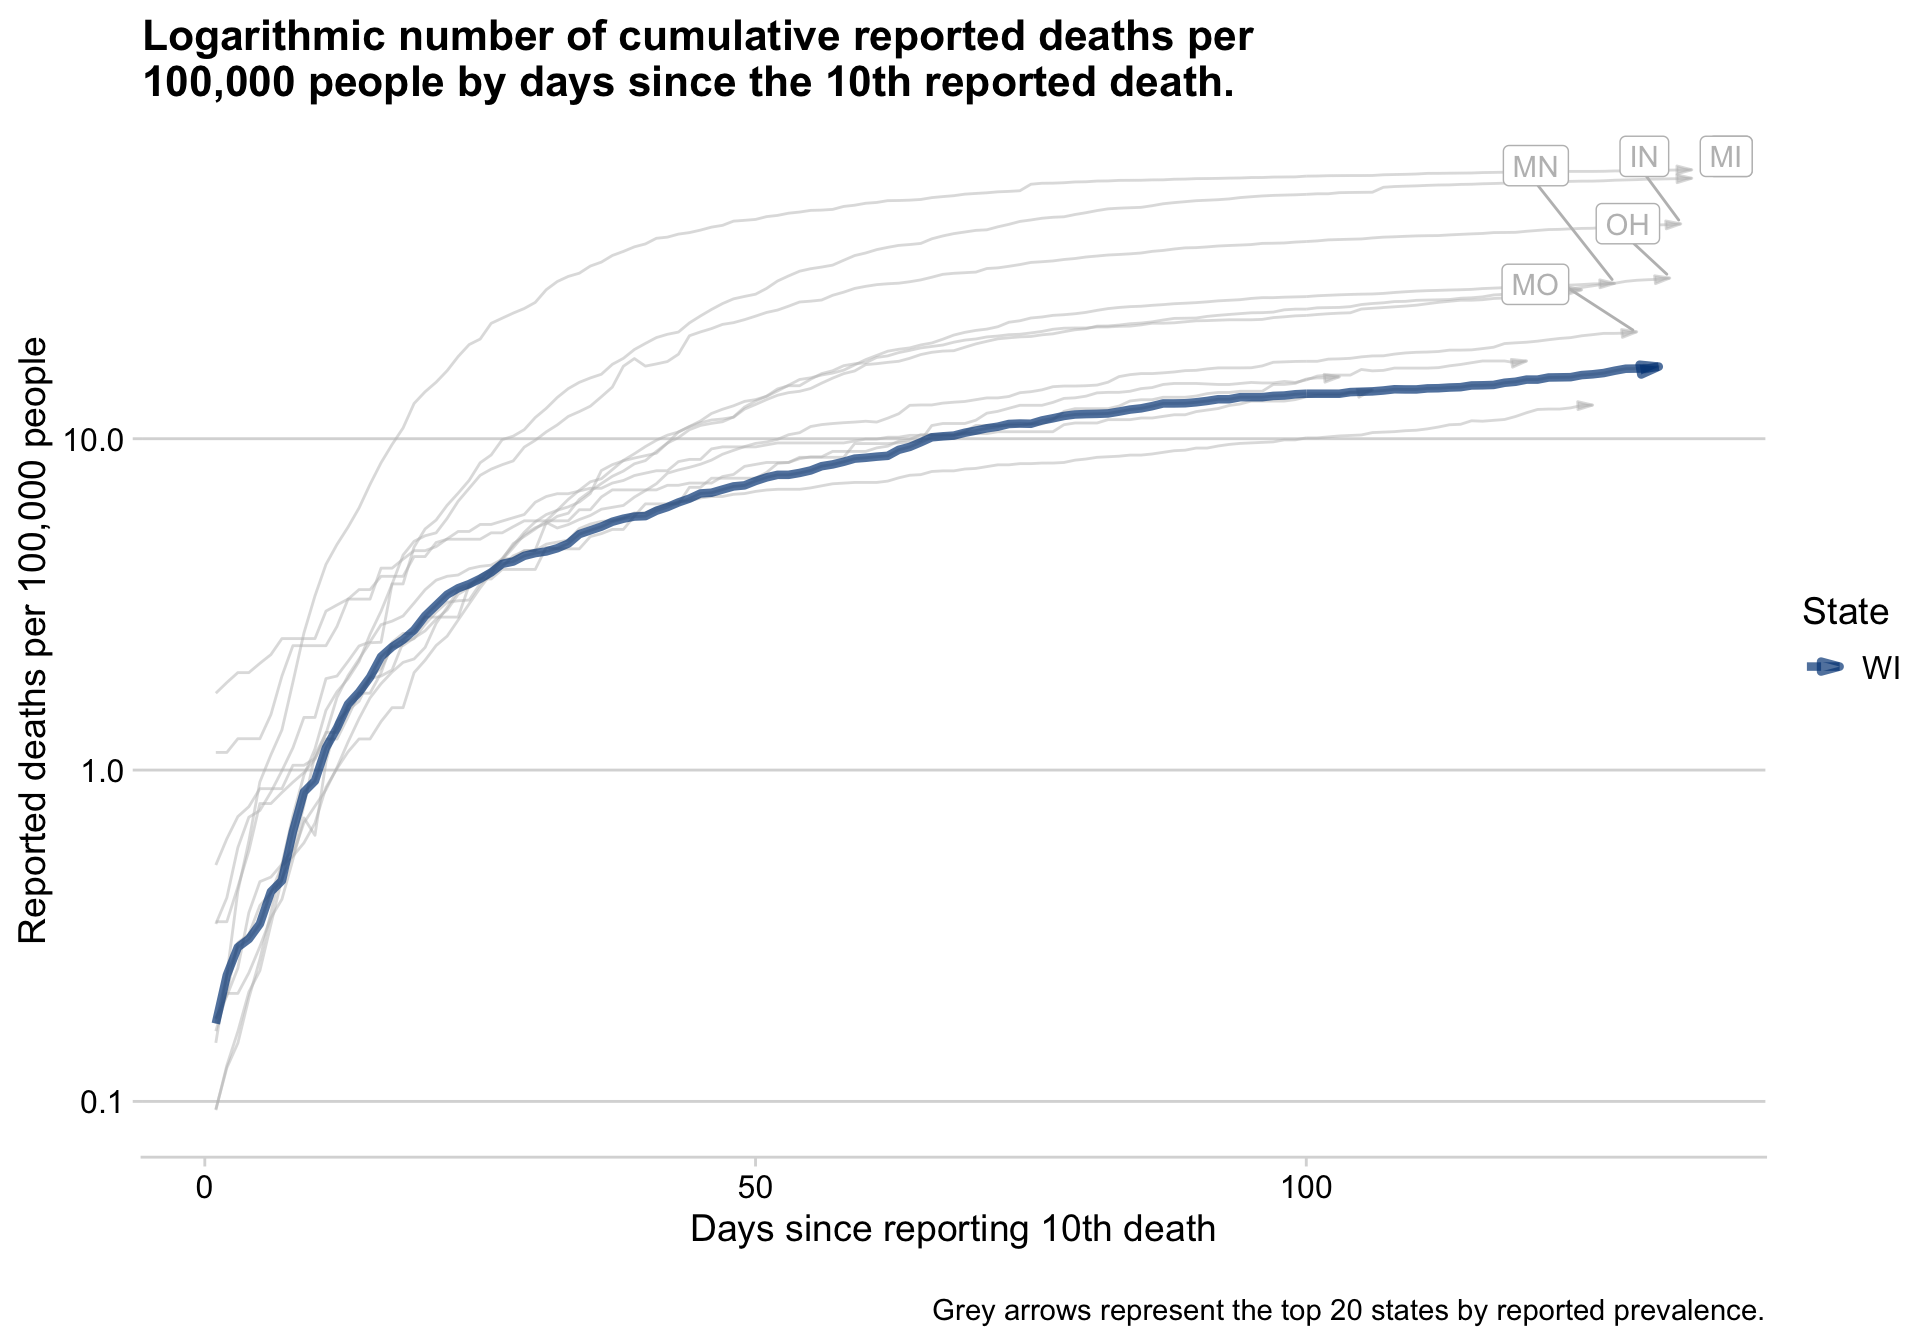 Logarithmic number of cumulative reported deaths per
100,000 people by days since the 10th reported death.
MN
IN
MI
OH
MO
Reported deaths per 100,000 people
10.0
1.0
0.1
State
WI
0
50
100
Days since reporting 10th death
Grey arrows represent the top 20 states by reported prevalence.